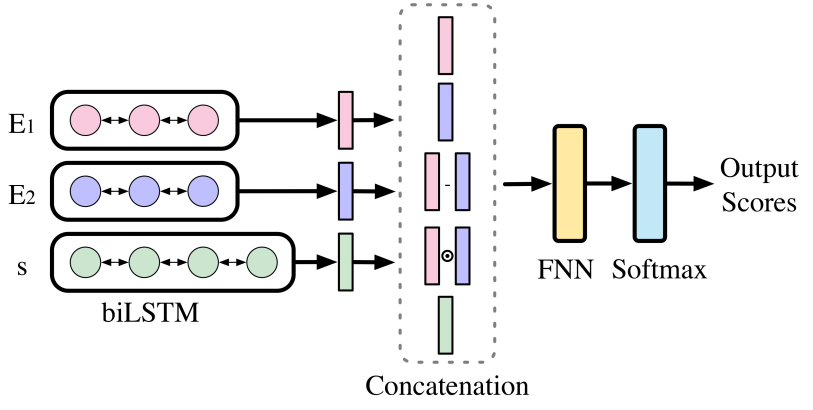 E1
E2
s
biLSTM
-
⊙
Concatenation
FNN
Softmax
Output
Scores